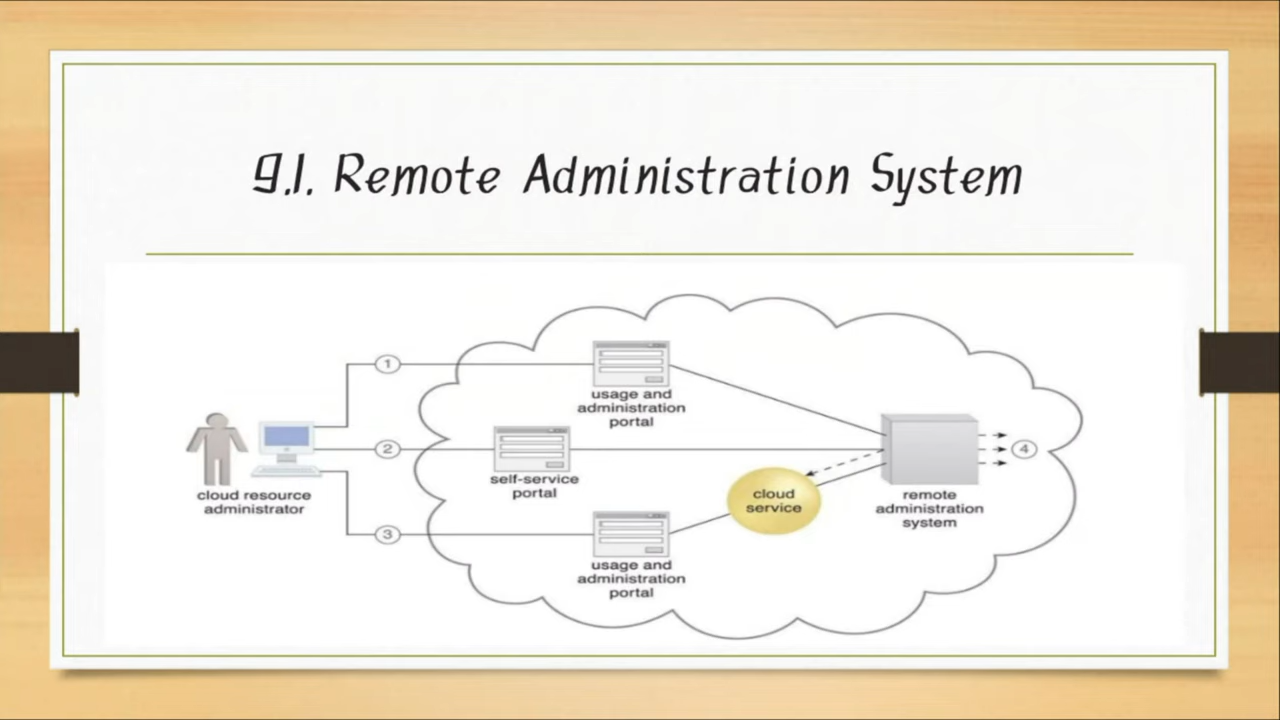 9.1. Remote Administration System
1
usage and
administration
portal
cloud resource
administrator
2
self-service
portal
cloud
service
remote
administration
system
4
3
usage and
administration
portal